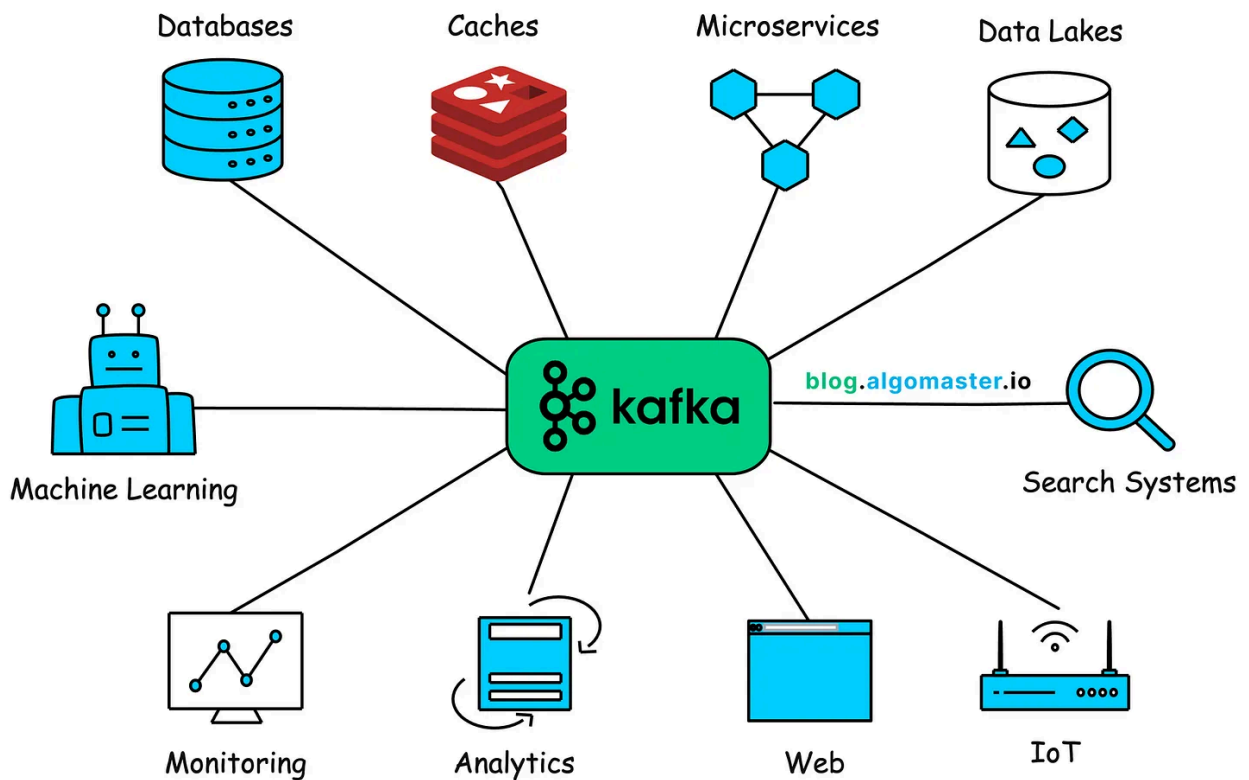 Databases
Caches
Microservices
Data Lakes
kafka
blog.algomaster.io
Machine Learning
Search Systems
Monitoring
Analytics
Web
IoT